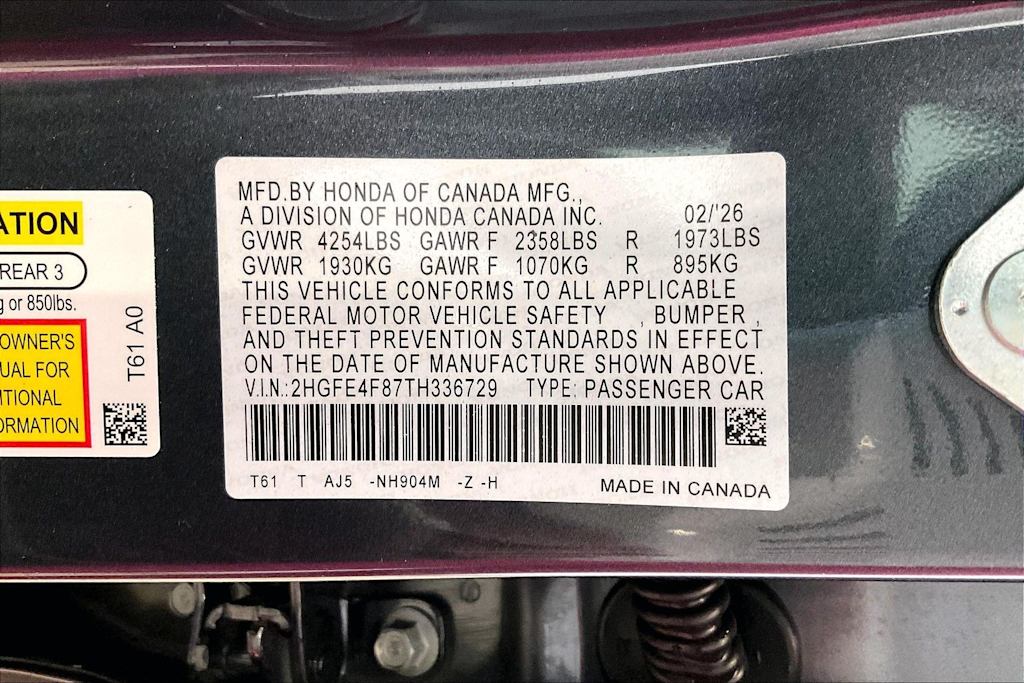 ATION
REAR 3
g or 850lbs.
OWNER'S
UAL FOR
ITIONAL
ORMATION
T61 A0
MFD.BY HONDA OF CANADA MFG.,
A DIVISION OF HONDA CANADA INC. 02/'26
GVWR 4254LBS GAWR F 2358LBS R 1973LBS
GVWR 1930KG GAWR F 1070KG R 895KG
THIS VEHICLE CONFORMS TO ALL APPLICABLE
FEDERAL MOTOR VEHICLE SAFETY , BUMPER ,
AND THEFT PREVENTION STANDARDS IN EFFECT
ON THE DATE OF MANUFACTURE SHOWN ABOVE.
V.I.N.:2HGFE4F87TH336729 TYPE: PASSENGER CAR
T61 T AJ5 -NH904M -Z -H MADE IN CANADA